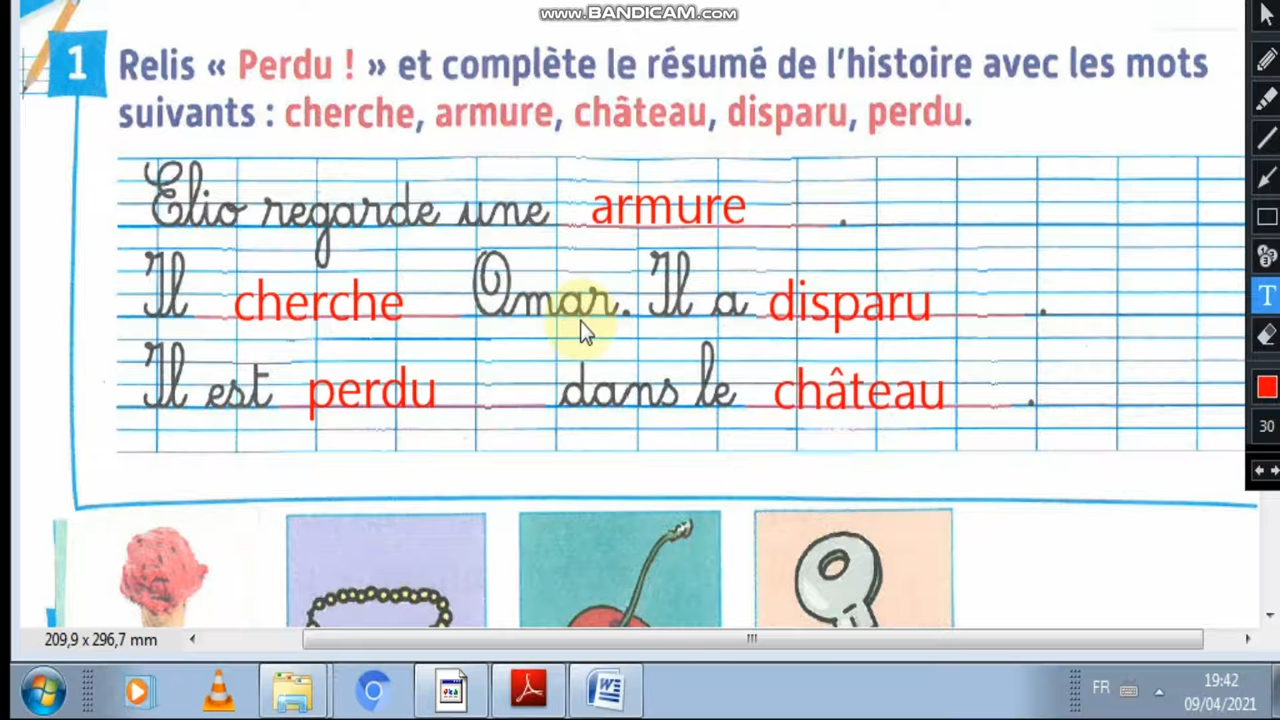 www.BANDICAM.com
1 Relis « Perdu ! » et complète le résumé de l'histoire avec les mots
suivants : cherche, armure, château, disparu, perdu.
Elio regarde une armure .
Il cherche Omar. Il a disparu .
Il est perdu dans le château .
T
30
209,9 x 296,7 mm
FR
19:42
09/04/2021